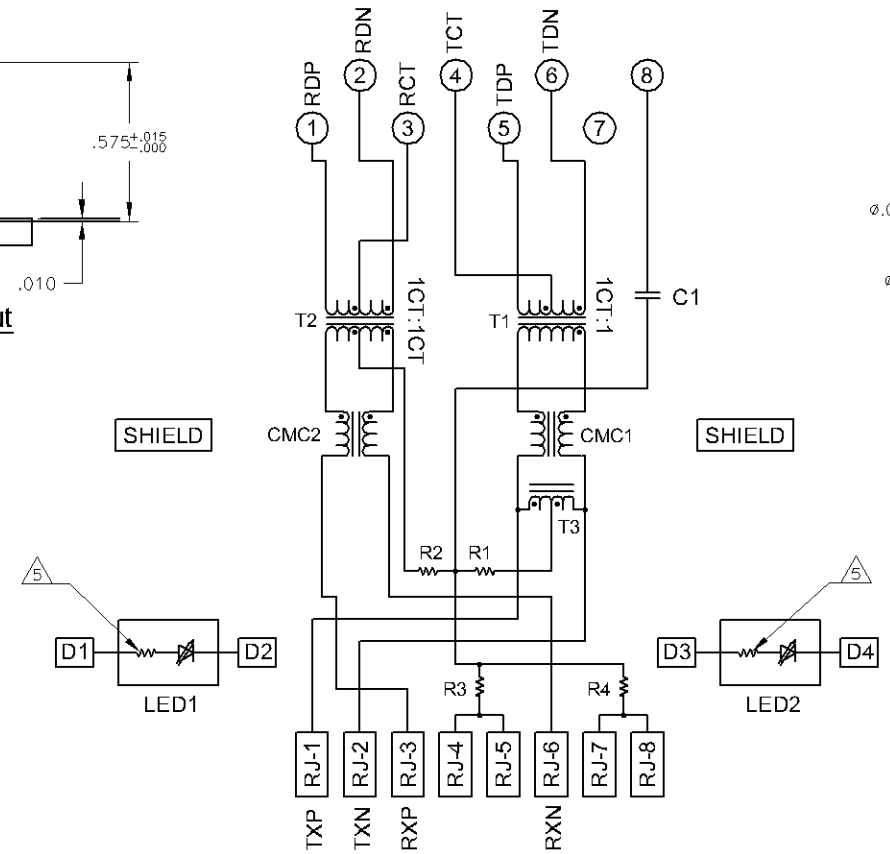 RDN
TCT
TDN
2
4
6
8
RDP
RCT
TDP
1
3
5
7
.575 +.015 -.000
.010
T2
1CT:1CT
T1
1CT:1
C1
SHIELD
CMC2
CMC1
SHIELD
T3
R2
R1
5
5
D1
D2
LED1
D3
D4
LED2
R3
R4
RJ-1
RJ-2
RJ-3
RJ-4
RJ-5
RJ-6
RJ-7
RJ-8
TXP
TXN
RXP
RXN